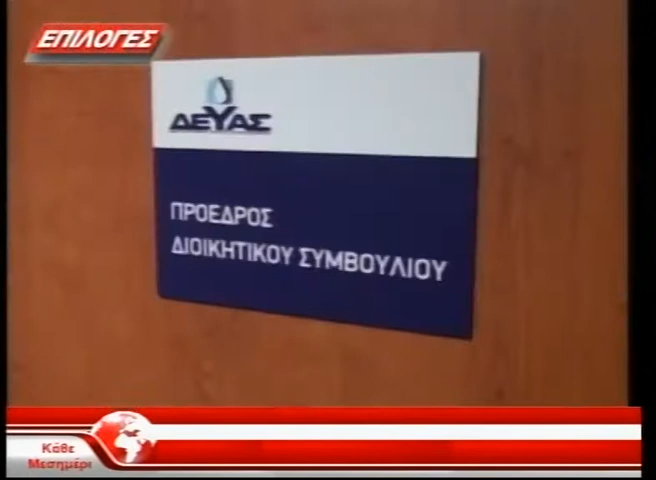 ΕΠΙΛΟΓΕΣ
ΔΕΥΑΣ
ΠΡΟΕΔΡΟΣ
ΔΙΟΙΚΗΤΙΚΟΥ ΣΥΜΒΟΥΛΙΟΥ
Κάθε
Μεσημέρι